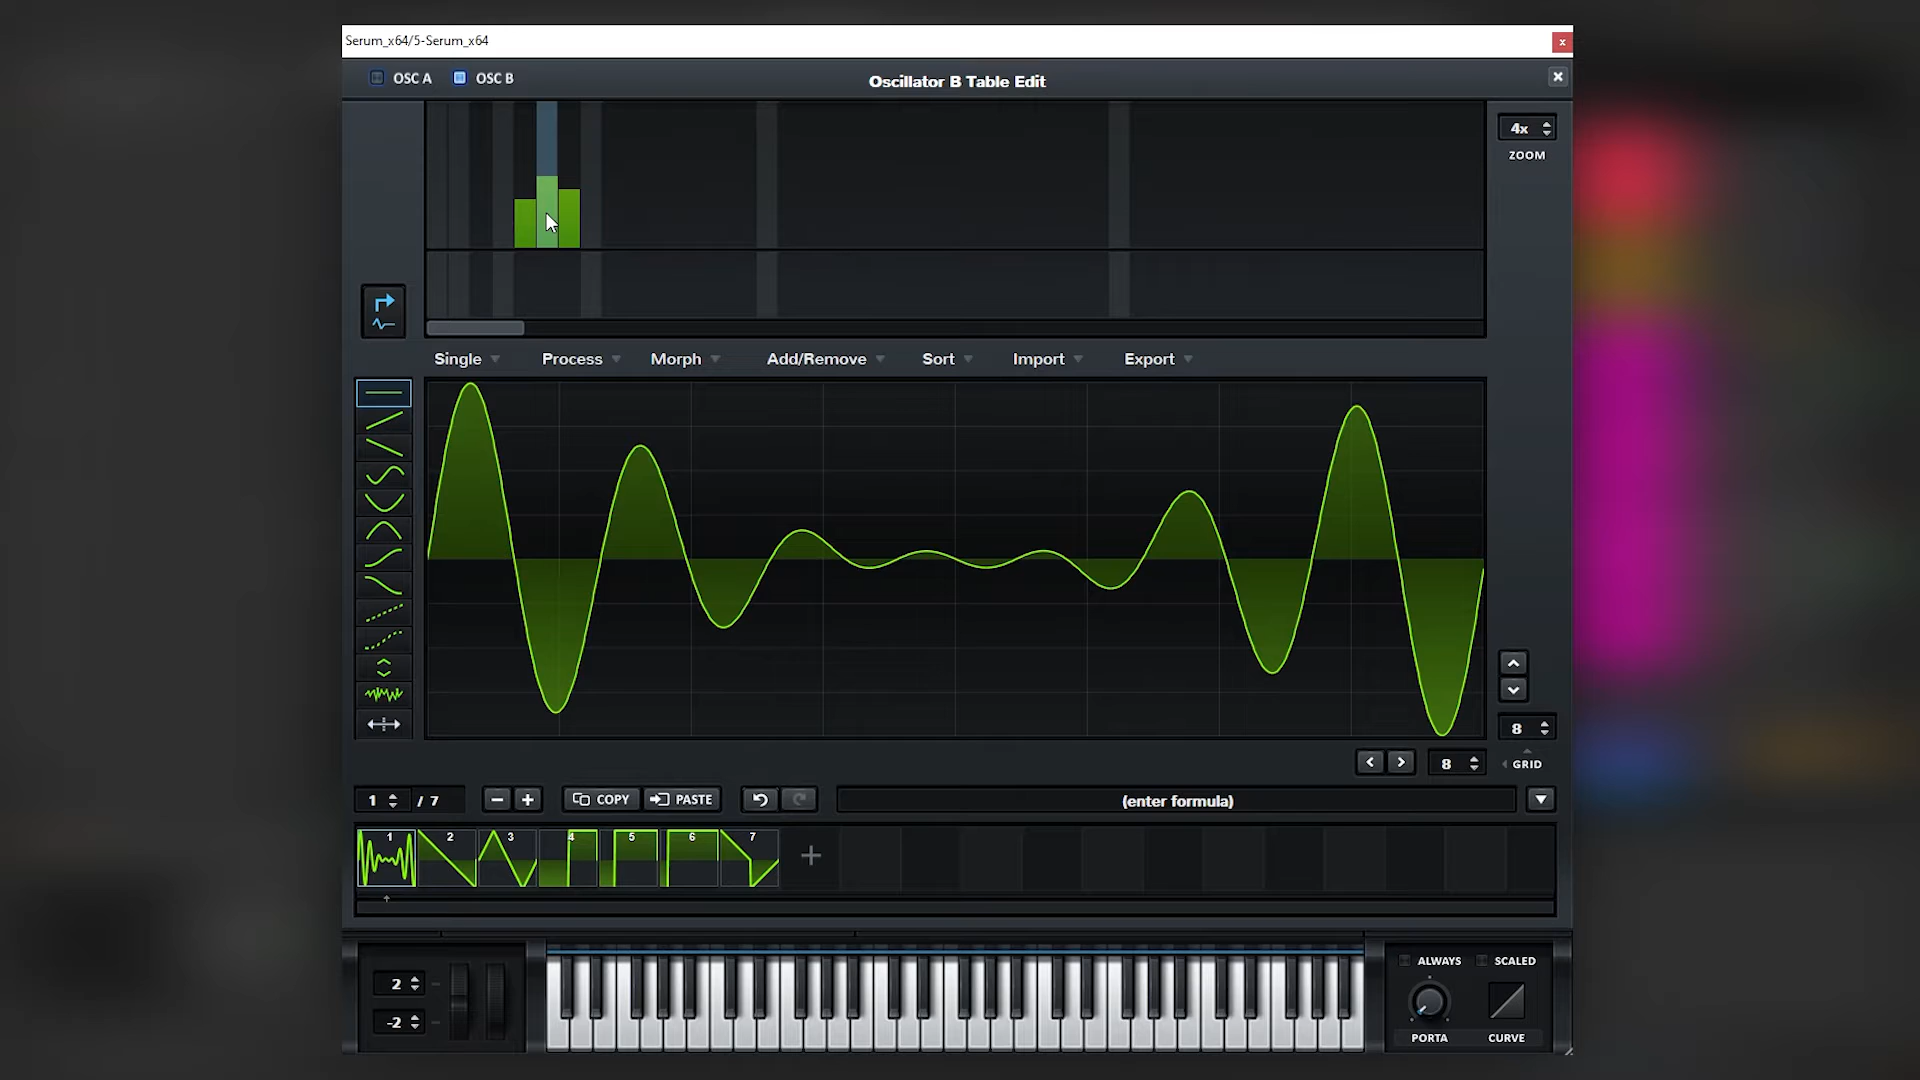 Serum_x64/5-Serum_x64
x
OSC A
OSC B
Oscillator B Table Edit
4x
ZOOM
Single
Process
Morph
Add/Remove
Sort
Import
Export
8
8
GRID
1
/ 7
COPY
PASTE
(enter formula)
1
2
3
4
5
6
7
2
-2
ALWAYS
SCALED
PORTA
CURVE